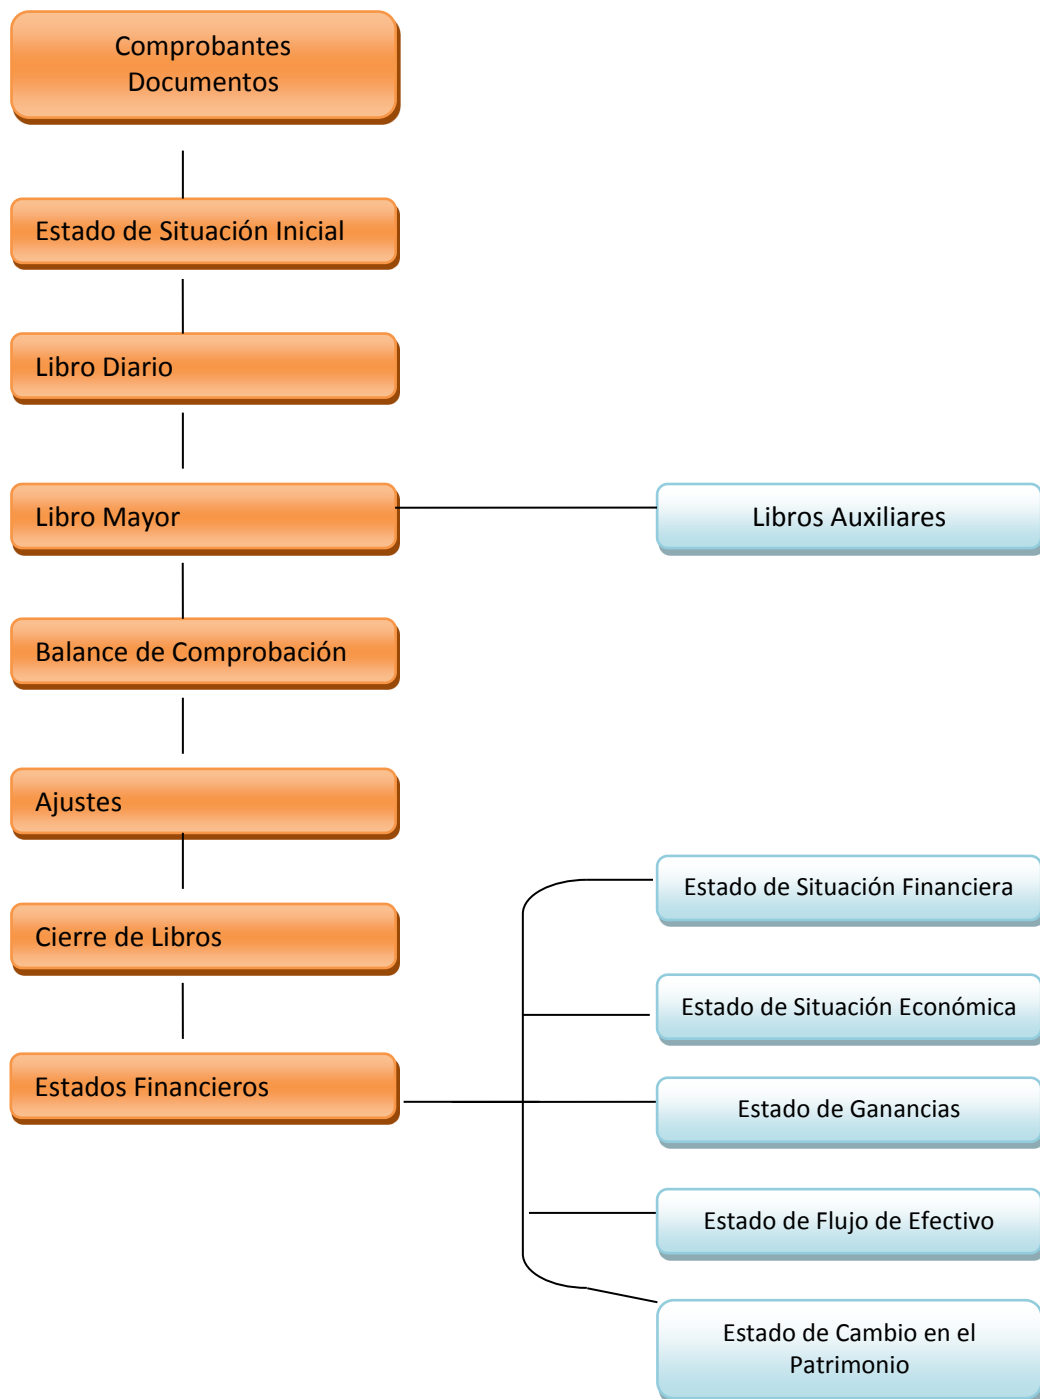 Comprobantes
Documentos
Estado de Situación Inicial
Libro Diario
Libro Mayor
Libros Auxiliares
Balance de Comprobación
Ajustes
Estado de Situación Financiera
Cierre de Libros
Estado de Situación Económica
Estados Financieros
Estado de Ganancias
Estado de Flujo de Efectivo
Estado de Cambio en el
Patrimonio